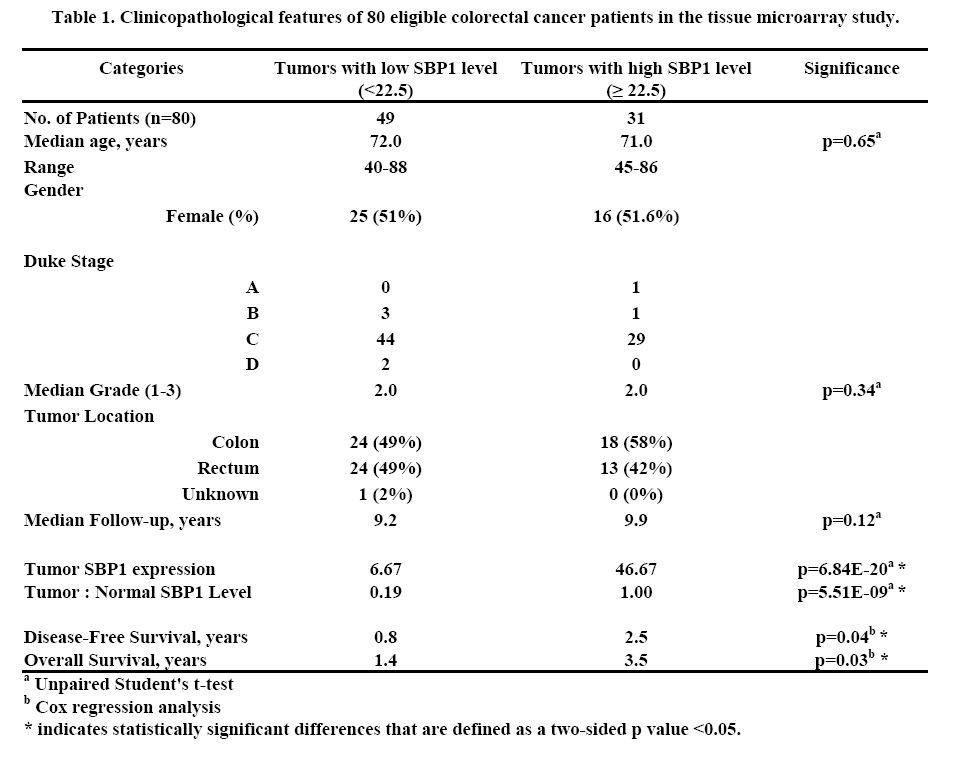 Table 1. Clinicopathological features of 80 eligible colorectal cancer patients in the tissue microarray study.
Categories Tumors with low SBP1 level (<22.5) Tumors with high SBP1 level (≥ 22.5) Significance
No. of Patients (n=80) 49 31
Median age, years 72.0 71.0 p=0.65a
Range 40-88 45-86
Gender
Female (%) 25 (51%) 16 (51.6%)
Duke Stage
A 0 1
B 3 1
C 44 29
D 2 0
Median Grade (1-3) 2.0 2.0 p=0.34a
Tumor Location
Colon 24 (49%) 18 (58%)
Rectum 24 (49%) 13 (42%)
Unknown 1 (2%) 0 (0%)
Median Follow-up, years 9.2 9.9 p=0.12a
Tumor SBP1 expression 6.67 46.67 p=6.84E-20a *
Tumor : Normal SBP1 Level 0.19 1.00 p=5.51E-09a *
Disease-Free Survival, years 0.8 2.5 p=0.04b *
Overall Survival, years 1.4 3.5 p=0.03b *
a Unpaired Student's t-test
b Cox regression analysis
* indicates statistically significant differences that are defined as a two-sided p value <0.05.